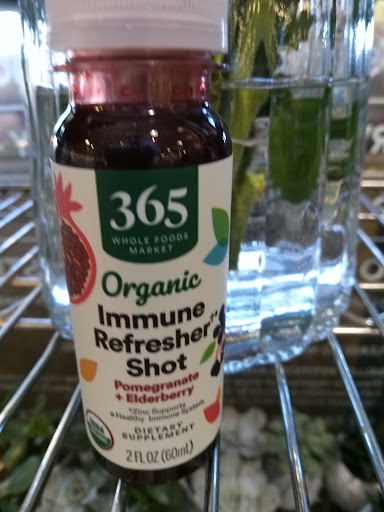 365
WHOLE FOODS
MARKET
Organic
Immune
Refresher†*
Shot
Pomegranate
+ Elderberry
*Zinc Supports
a Healthy Immune System
DIETARY
SUPPLEMENT
2 FL OZ (60mL)
USDA